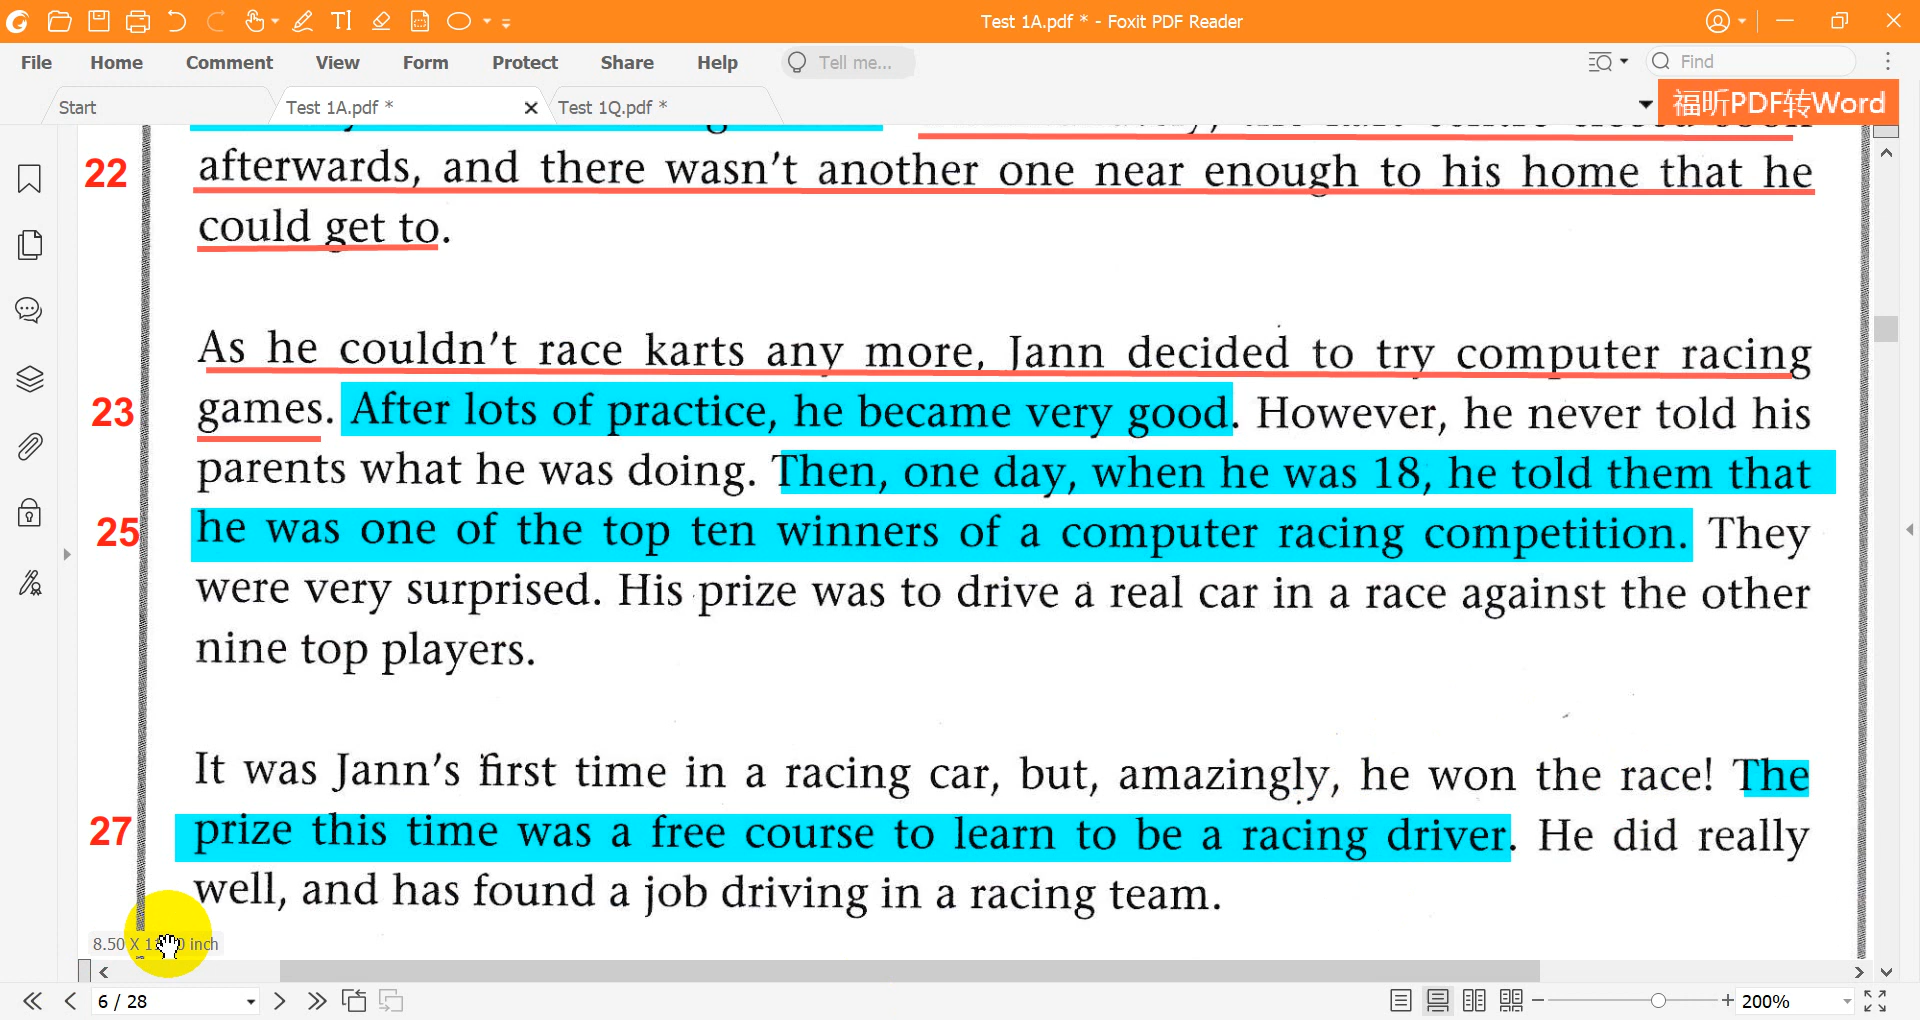 Test 1A.pdf * - Foxit PDF Reader
File Home Comment View Form Protect Share Help Tell me... Find
Start Test 1A.pdf * Test 1Q.pdf * 福昕PDF转Word
22 afterwards, and there wasn't another one near enough to his home that he
could get to.
As he couldn't race karts any more, Jann decided to try computer racing
23 games. After lots of practice, he became very good. However, he never told his
parents what he was doing. Then, one day, when he was 18, he told them that
25 he was one of the top ten winners of a computer racing competition. They
were very surprised. His prize was to drive a real car in a race against the other
nine top players.
It was Jann's first time in a racing car, but, amazingly, he won the race! The
27 prize this time was a free course to learn to be a racing driver. He did really
well, and has found a job driving in a racing team.
8.50 X inch
6 / 28 200%